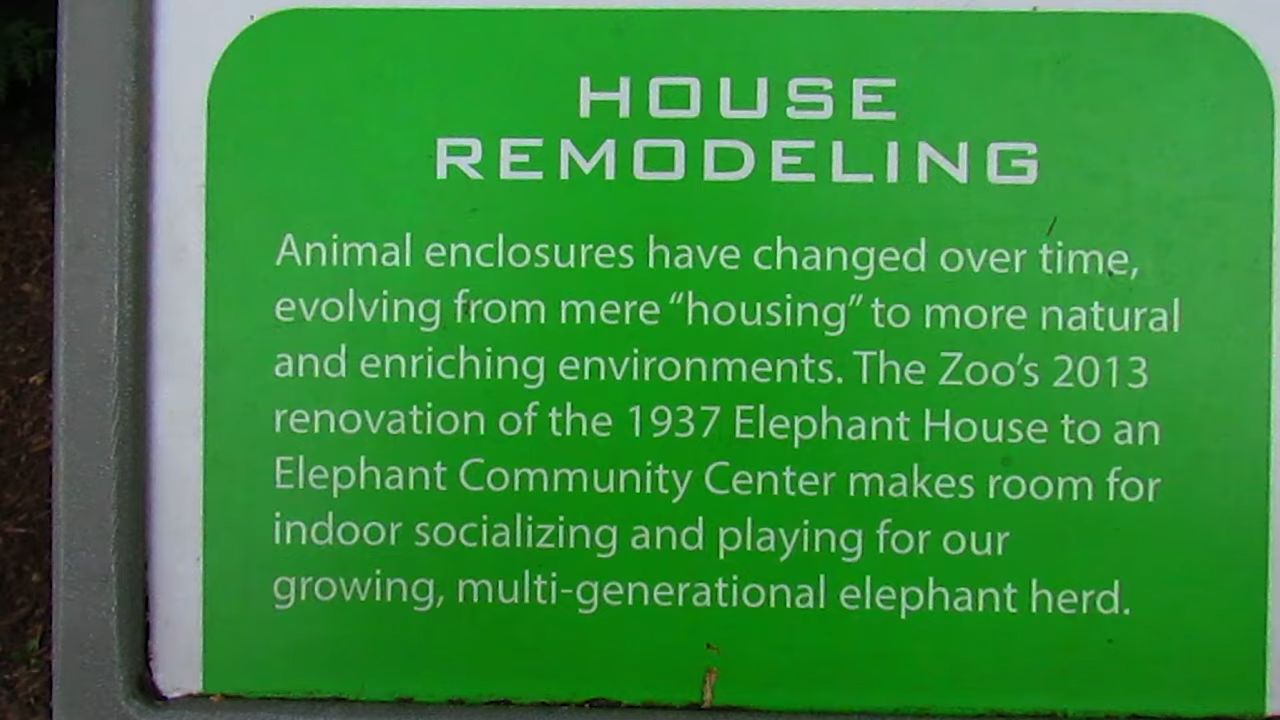 HOUSE
REMODELING
Animal enclosures have changed over time,
evolving from mere “housing” to more natural
and enriching environments. The Zoo’s 2013
renovation of the 1937 Elephant House to an
Elephant Community Center makes room for
indoor socializing and playing for our
growing, multi-generational elephant herd.